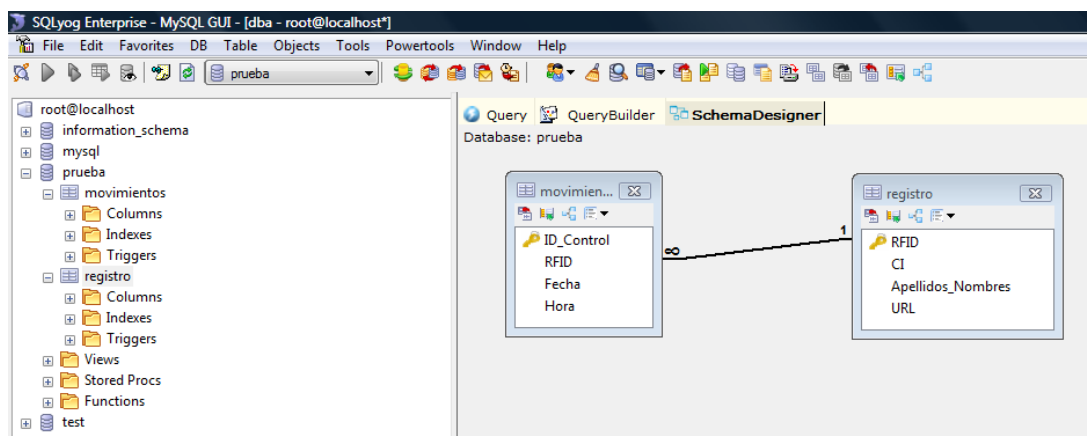 SQLyog Enterprise - MySQL GUI - [dba - root@localhost*]
File Edit Favorites DB Table Objects Tools Powertools Window Help
prueba
root@localhost
information_schema
mysql
prueba
movimientos
Columns
Indexes
Triggers
registro
Columns
Indexes
Triggers
Views
Stored Procs
Functions
test
Query QueryBuilder SchemaDesigner
Database: prueba
movimien...
ID_Control
RFID
Fecha
Hora
∞
1
registro
RFID
CI
Apellidos_Nombres
URL